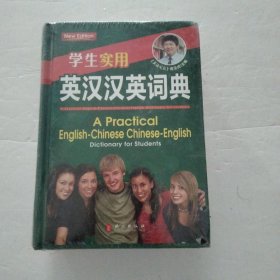 New Edition
学生实用
英汉汉英词典
A Practical
English-Chinese Chinese-English
Dictionary for Students